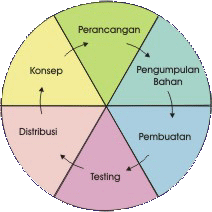 Perancangan
Konsep
Pengumpulan
Bahan
Distribusi
Pembuatan
Testing